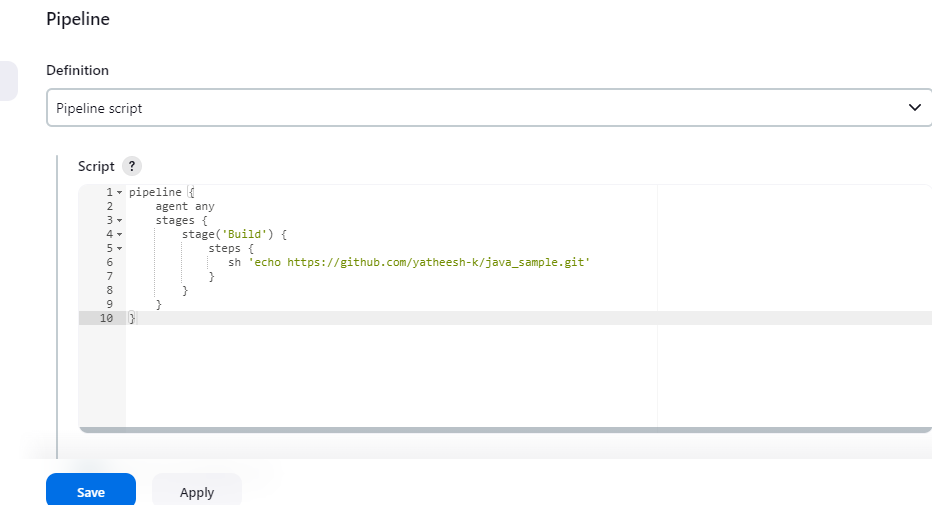 Pipeline
Definition
Pipeline script
Script ?
1 pipeline {
2 agent any
3 stages {
4 stage('Build') {
5 steps {
6 sh 'echo https://github.com/yatheesh-k/java_sample.git'
7 }
8 }
9 }
10 }
Save Apply